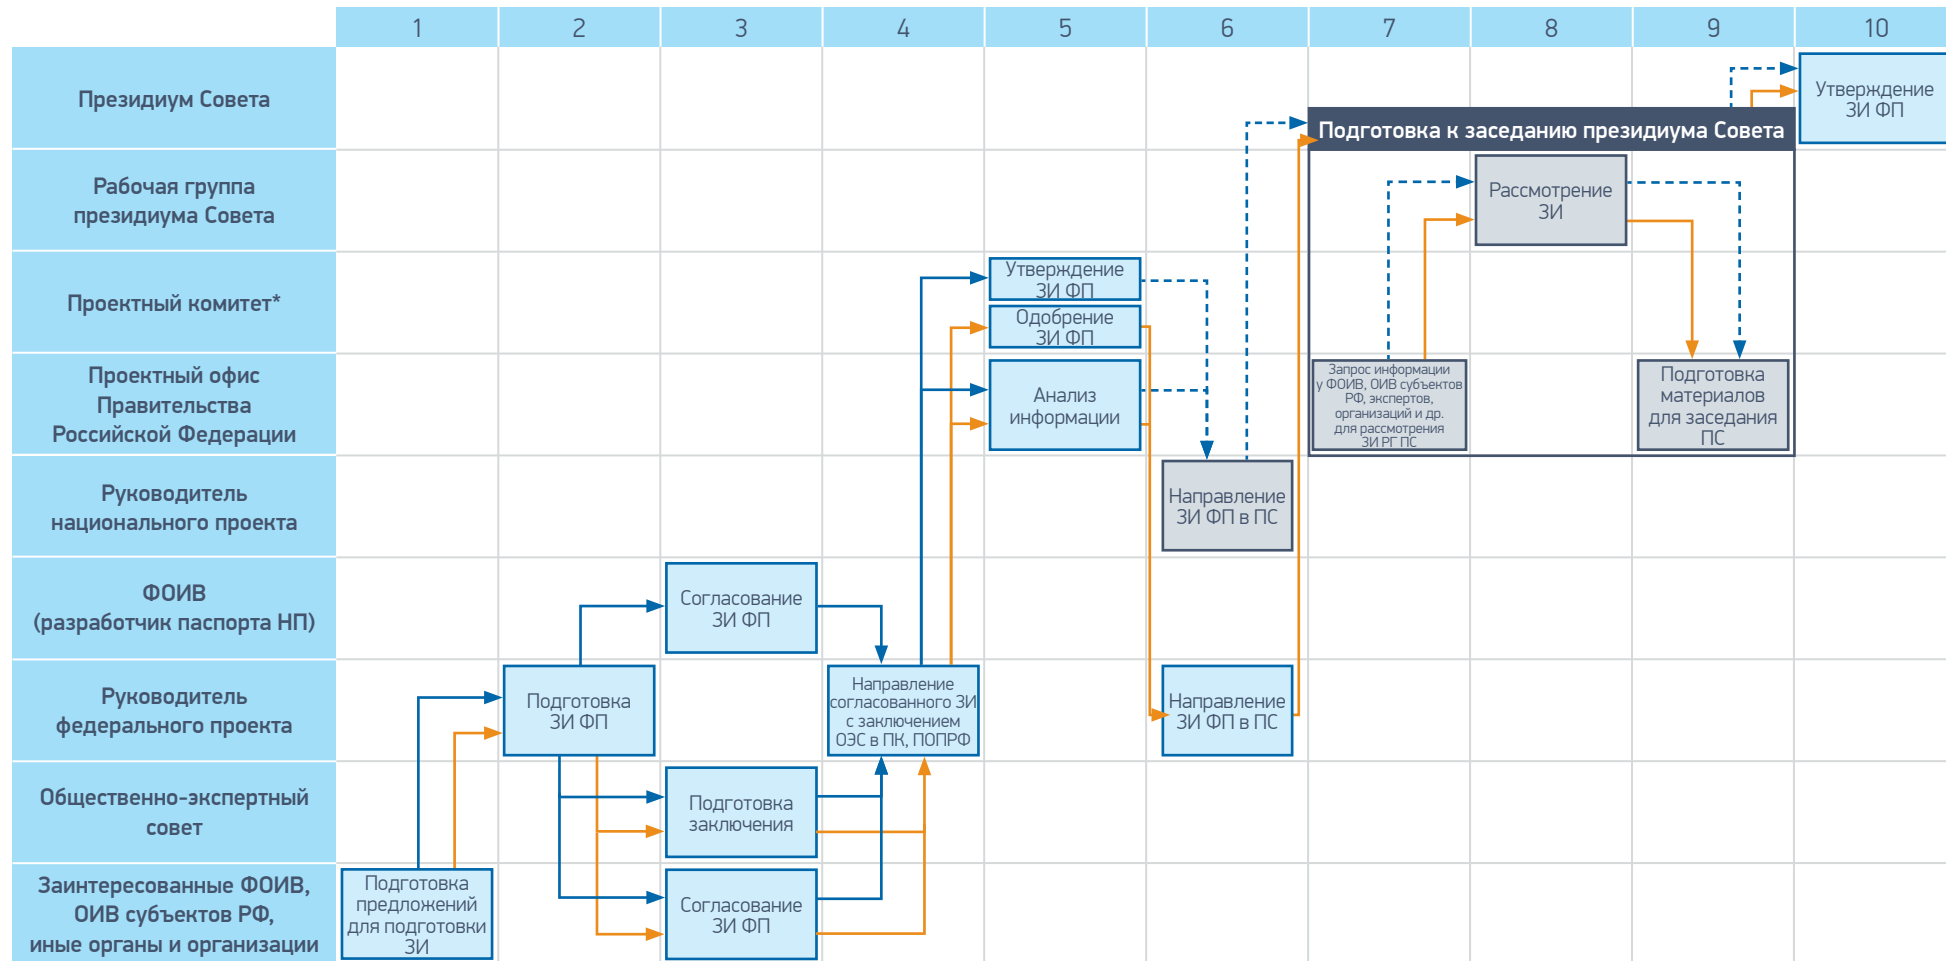 1 2 3 4 5 6 7 8 9 10
Президиум Совета
Утверждение
ЗИ ФП
Подготовка к заседанию президиума Совета
Рабочая группа
президиума Совета
Рассмотрение
ЗИ
Проектный комитет*
Утверждение
ЗИ ФП
Одобрение
ЗИ ФП
Проектный офис
Правительства
Российской Федерации
Анализ
информации
Запрос информации
у ФОИВ, ОИВ субъектов
РФ, экспертов,
организаций и др.
для рассмотрения
ЗИ РГ ПС
Подготовка
материалов
для заседания
ПС
Руководитель
национального проекта
Направление
ЗИ ФП в ПС
ФОИВ
(разработчик паспорта НП)
Согласование
ЗИ ФП
Руководитель
федерального проекта
Подготовка
ЗИ ФП
Направление
согласованного ЗИ
с заключением
ОЭС в ПК, ПОПРФ
Направление
ЗИ ФП в ПС
Общественно-экспертный
совет
Подготовка
заключения
Заинтересованные ФОИВ,
ОИВ субъектов РФ,
иные органы и организации
Подготовка
предложений
для подготовки
ЗИ
Согласование
ЗИ ФП